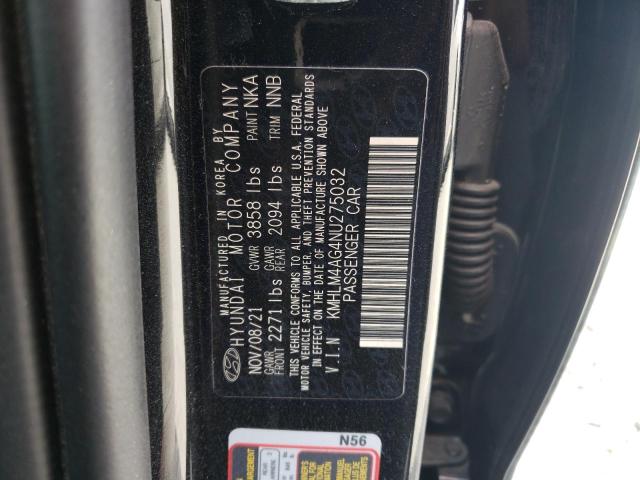 MANUFACTURED IN KOREA BY
HYUNDAI MOTOR COMPANY
NOV/08/21 GVWR 3858 lbs PAINT NKA
GAWR FRONT 2271 lbs GAWR REAR 2094 lbs TRIM NNB
THIS VEHICLE CONFORMS TO ALL APPLICABLE U.S.A. FEDERAL
MOTOR VEHICLE SAFETY, BUMPER, AND THEFT PREVENTION STANDARDS
IN EFFECT ON THE DATE OF MANUFACTURE SHOWN ABOVE
V.I.N KMHLM4AG4NU275032
PASSENGER CAR
N56